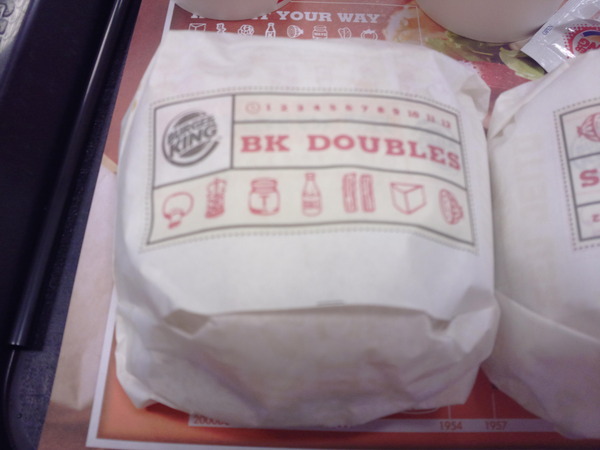 YOUR WAY
1 2 3 4 5 6 7 8 9 10 11 12
BURGER
KING
BK DOUBLES
S
1954 1957